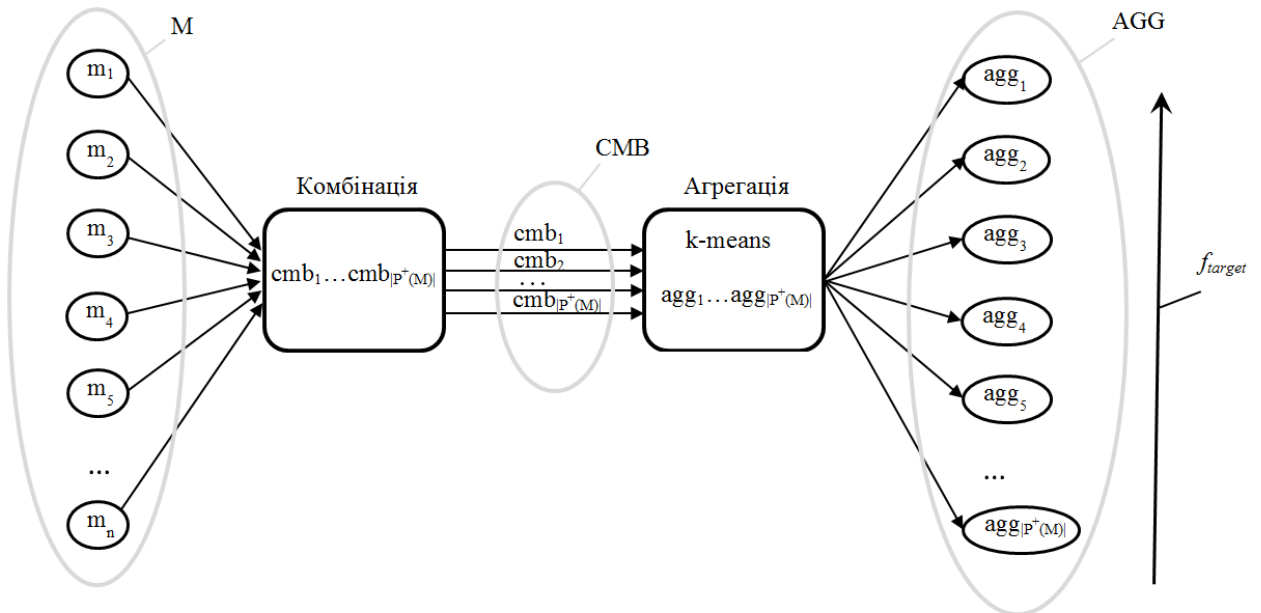 M
m₁
m₂
m₃
m₄
m₅
...
mₙ
Комбінація
cmb₁…cmb|P⁺(M)|
CMB
cmb₁
cmb₂
...
cmb|P⁺(M)|
Агрегація
k-means
agg₁…agg|P⁺(M)|
AGG
agg₁
agg₂
agg₃
agg₄
agg₅
...
agg|P⁺(M)|
f target